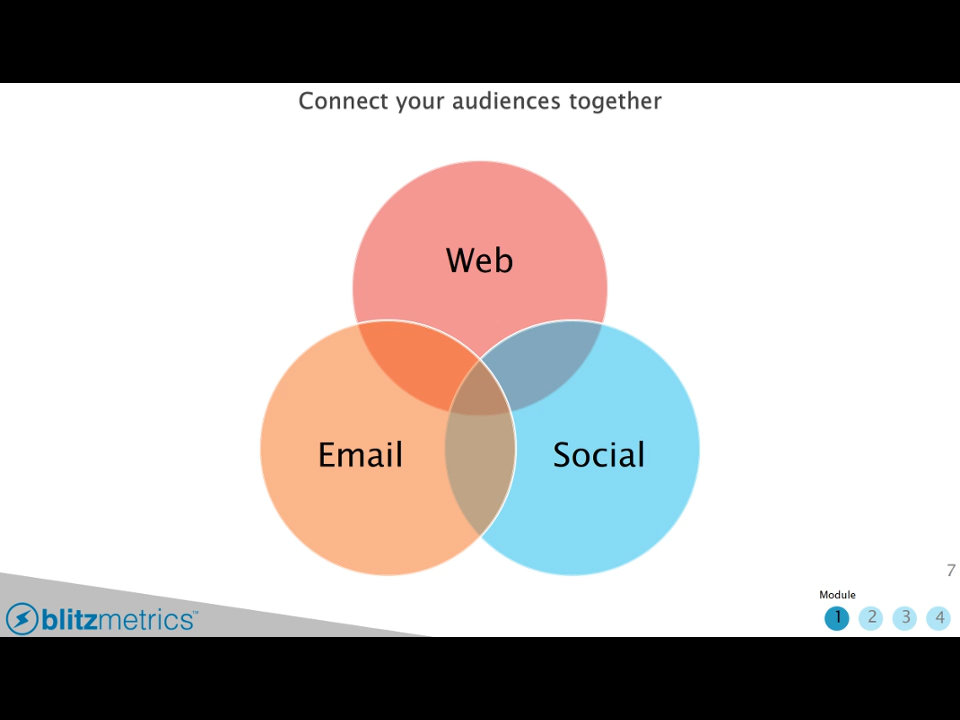 Connect your audiences together
Web
Email
Social
7
Module
1 2 3 4
blitzmetrics™